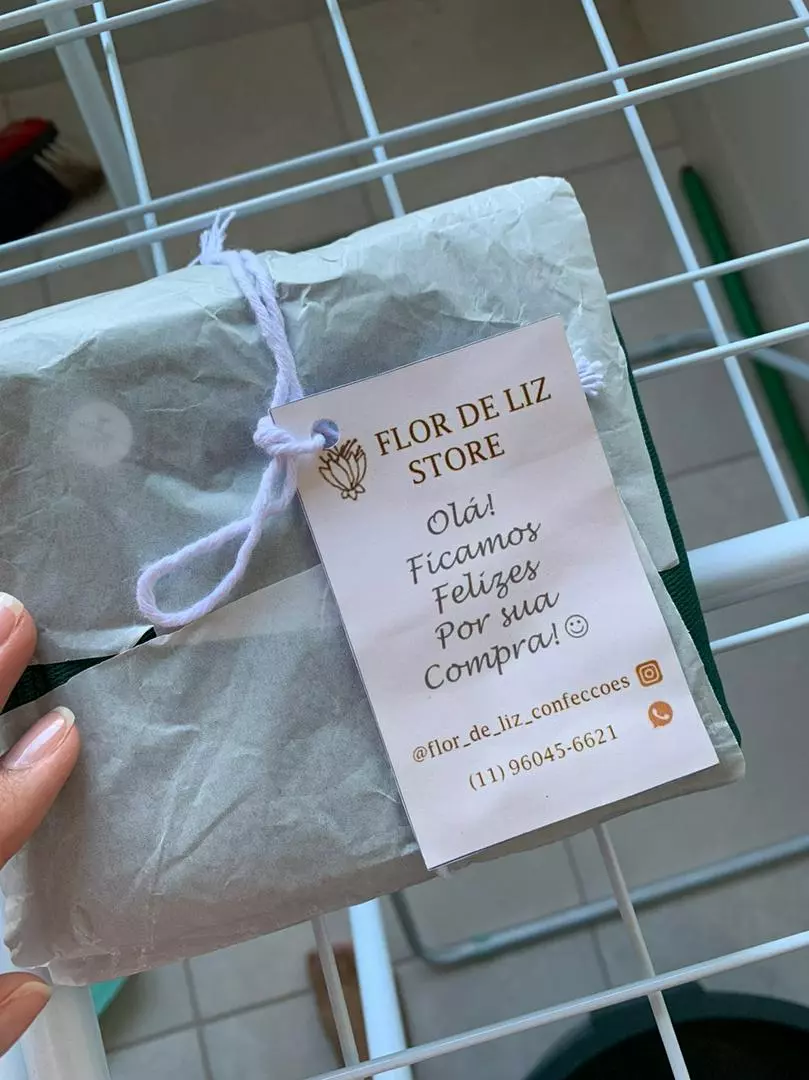 FLOR DE LIZ
STORE
Olá!
Ficamos
Felizes
Por sua
Compra!☺
@flor_de_liz_confeccoes
(11) 96045-6621